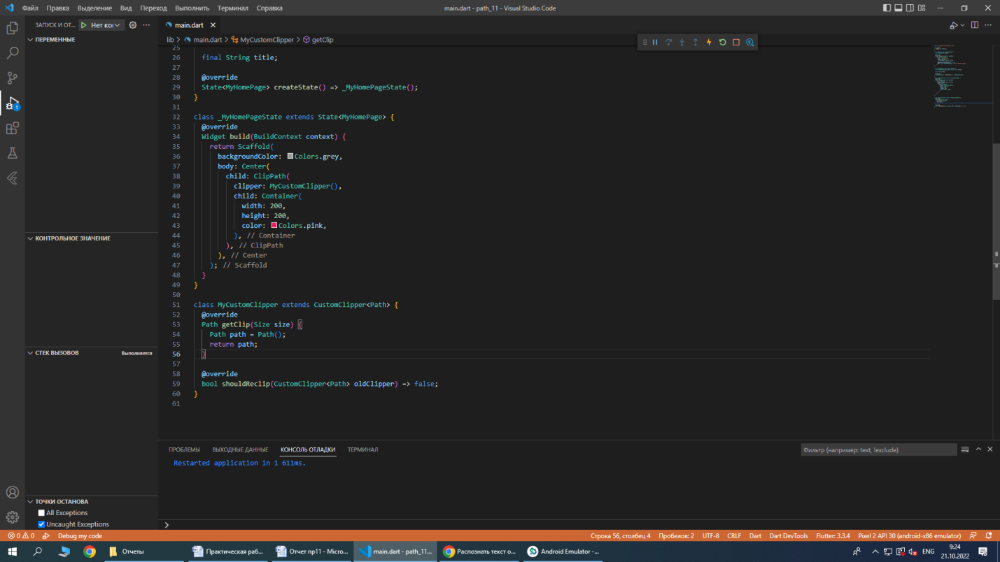 Файл Правка Выделение Вид Переход Выполнить Терминал Справка
main.dart - path_11 - Visual Studio Code
ЗАПУСК И ОТ... Нет ко
main.dart
lib > main.dart > MyCustomClipper > getClip
ПЕРЕМЕННЫЕ
КОНТРОЛЬНОЕ ЗНАЧЕНИЕ
СТЕК ВЫЗОВОВ Выполняется
ТОЧКИ ОСТАНОВА
All Exceptions
Uncaught Exceptions
1
25
26 final String title;
27
28 @override
29 State<MyHomePage> createState() => _MyHomePageState();
30 }
31
32 class _MyHomePageState extends State<MyHomePage> {
33 @override
34 Widget build(BuildContext context) {
35 return Scaffold(
36 backgroundColor: Colors.grey,
37 body: Center(
38 child: ClipPath(
39 clipper: MyCustomClipper(),
40 child: Container(
41 width: 200,
42 height: 200,
43 color: Colors.pink,
44 ), // Container
45 ), // ClipPath
46 ), // Center
47 ); // Scaffold
48 }
49 }
50
51 class MyCustomClipper extends CustomClipper<Path> {
52 @override
53 Path getClip(Size size) {
54 Path path = Path();
55 return path;
56 }
57
58 @override
59 bool shouldReclip(CustomClipper<Path> oldClipper) => false;
60 }
61
ПРОБЛЕМЫ ВЫХОДНЫЕ ДАННЫЕ КОНСОЛЬ ОТЛАДКИ ТЕРМИНАЛ
Фильтр (например: text, !exclude)
Restarted application in 1 611ms.
0 0 Debug my code
Строка 56, столбец 4 Пробелов: 2 UTF-8 CRLF Dart Dart DevTools Flutter: 3.3.4 Pixel 2 API 30 (android-x86 emulator)
Отчеты
Практическая раб...
Отчет пр11 - Micro...
main.dart - path_11...
Распознать текст о...
Android Emulator -...
ENG
9:24
21.10.2022